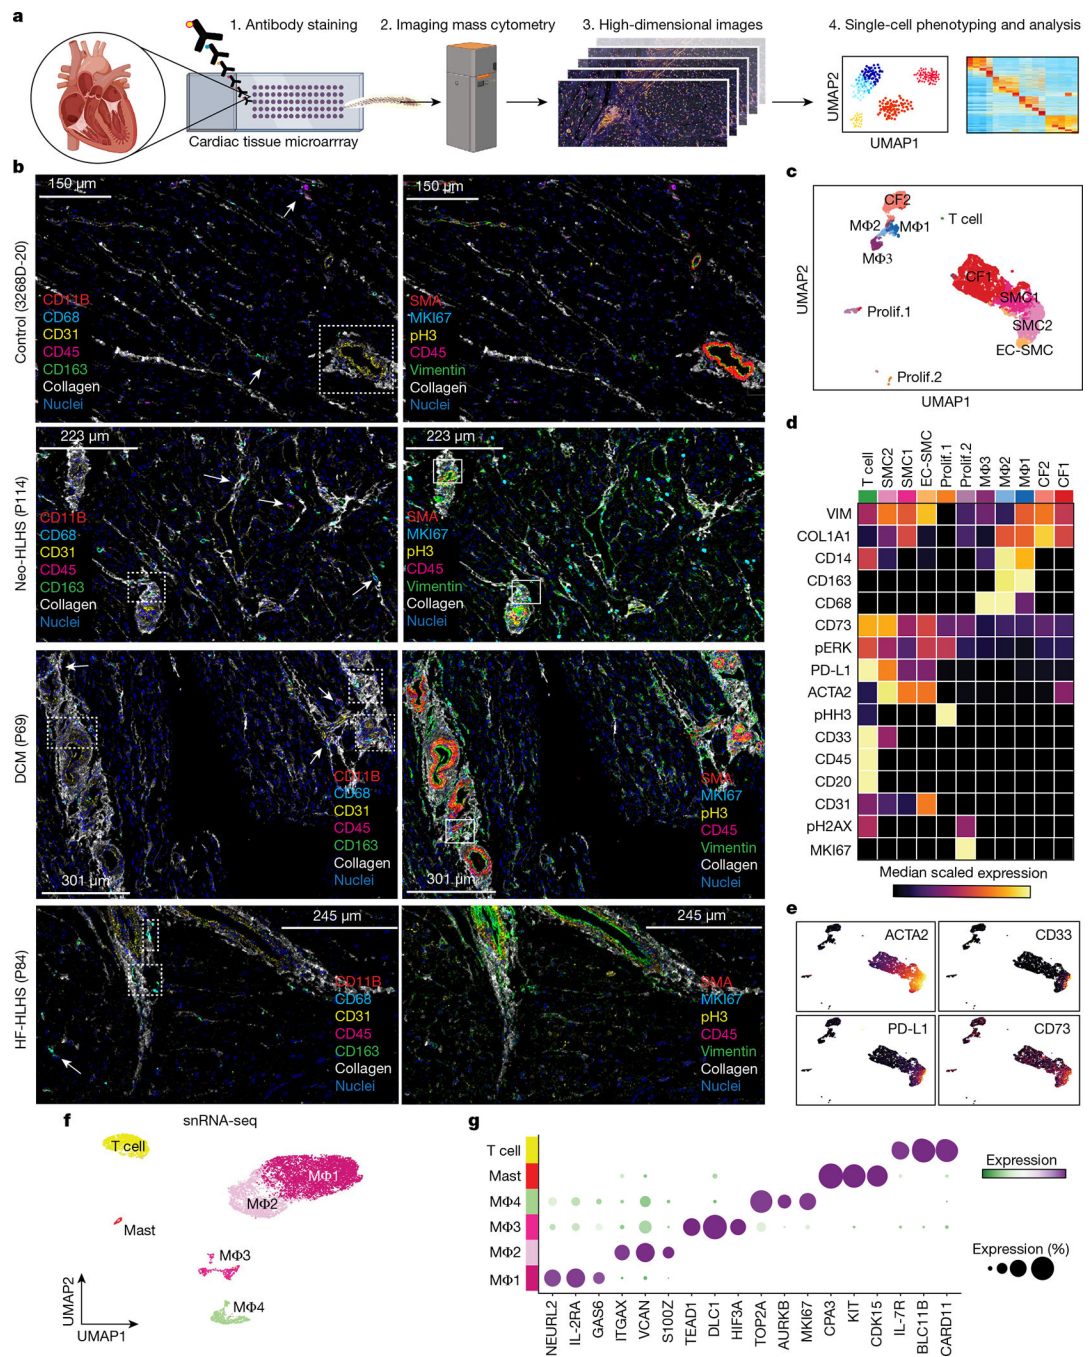 a
1. Antibody staining
2. Imaging mass cytometry
3. High-dimensional images
4. Single-cell phenotyping and analysis
Cardiac tissue microarray
UMAP2
UMAP1
b
Control (3268D-20)
150 µm
CD11B
CD68
CD31
CD45
CD163
Collagen
Nuclei
150 µm
SMA
MKI67
pH3
CD45
Vimentin
Collagen
Nuclei
Neo-HLHS (P114)
223 µm
CD11B
CD68
CD31
CD45
CD163
Collagen
Nuclei
223 µm
SMA
MKI67
pH3
CD45
Vimentin
Collagen
Nuclei
DCM (P69)
CD11B
CD68
CD31
CD45
CD163
Collagen
Nuclei
301 µm
SMA
MKI67
pH3
CD45
Vimentin
Collagen
Nuclei
301 µm
HF-HLHS (P84)
245 µm
CD11B
CD68
CD31
CD45
CD163
Collagen
Nuclei
245 µm
SMA
MKI67
pH3
CD45
Vimentin
Collagen
Nuclei
c
CF2
T cell
MΦ2
MΦ1
MΦ3
CF1
SMC1
Prolif.1
SMC2
EC-SMC
Prolif.2
UMAP2
UMAP1
d
T cell
SMC2
SMC1
EC-SMC
Prolif.1
Prolif.2
MΦ3
MΦ2
MΦ1
CF2
CF1
VIM
COL1A1
CD14
CD163
CD68
CD73
pERK
PD-L1
ACTA2
pHH3
CD33
CD45
CD20
CD31
pH2AX
MKI67
Median scaled expression
e
ACTA2
CD33
PD-L1
CD73
f
snRNA-seq
T cell
MΦ1
MΦ2
Mast
MΦ3
MΦ4
UMAP2
UMAP1
g
T cell
Mast
MΦ4
MΦ3
MΦ2
MΦ1
NEURL2
IL-2RA
GAS6
ITGAX
VCAN
S10OZ
TEAD1
DLC1
HIF3A
TOP2A
AURKB
MKI67
CPA3
KIT
CDK15
IL-7R
BLC11B
CARD11
Expression
Expression (%)